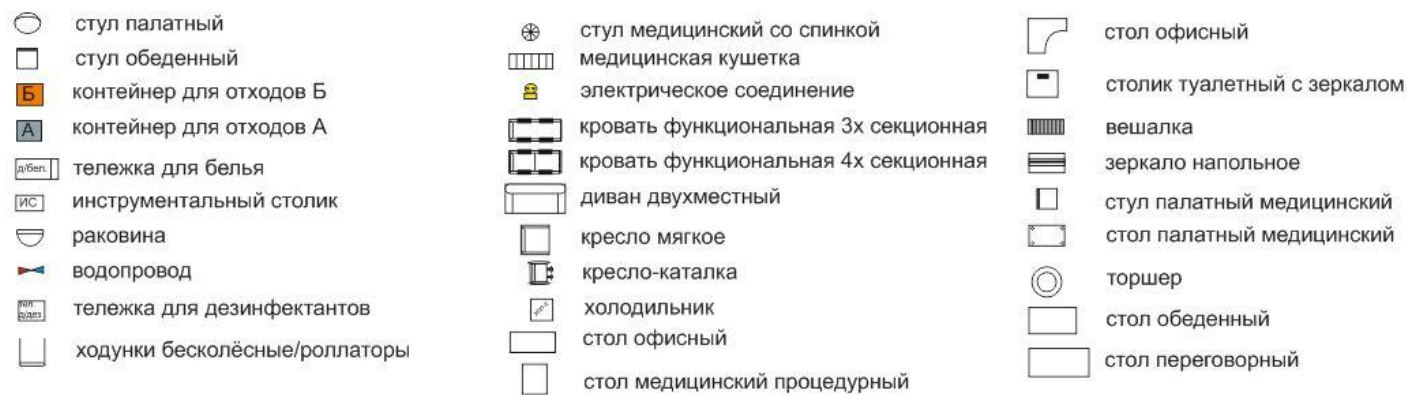 стул палатный
стул обеденный
Б контейнер для отходов Б
А контейнер для отходов А
д/бел. тележка для белья
ИС инструментальный столик
раковина
водопровод
тел. д/дез тележка для дезинфектантов
ходунки бесколёсные/роллаторы
стул медицинский со спинкой
медицинская кушетка
электрическое соединение
кровать функциональная 3х секционная
кровать функциональная 4х секционная
диван двухместный
кресло мягкое
кресло-каталка
холодильник
стол офисный
стол медицинский процедурный
стол офисный
столик туалетный с зеркалом
вешалка
зеркало напольное
стул палатный медицинский
стол палатный медицинский
торшер
стол обеденный
стол переговорный